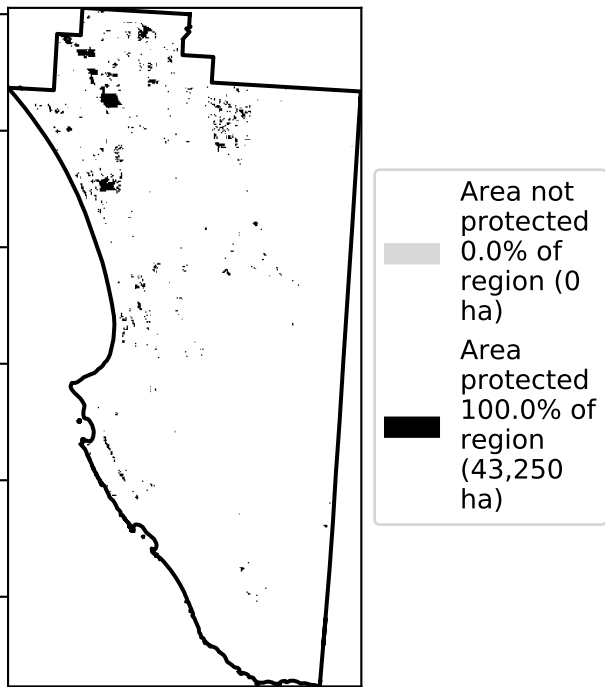 Area not
protected
0.0% of
region (0
ha)
Area
protected
100.0% of
region
(43,250
ha)